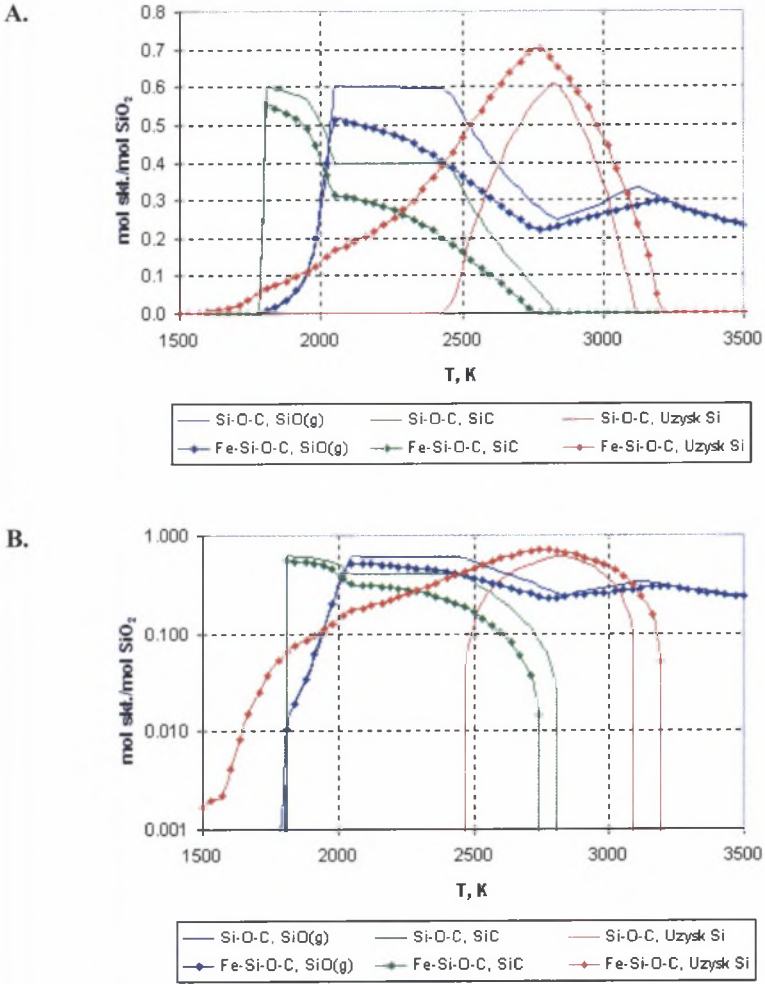 A.
mol skł./mol SiO₂
0.8
0.7
0.6
0.5
0.4
0.3
0.2
0.1
0.0
1500 2000 2500 3000 3500
T, K
Si-O-C, SiO(g) Si-O-C, SiC Si-O-C, Uzysk Si
Fe-Si-O-C, SiO(g) Fe-Si-O-C, SiC Fe-Si-O-C, Uzysk Si
B.
mol skł./mol SiO₂
1.000
0.100
0.010
0.001
1500 2000 2500 3000 3500
T, K
Si-O-C, SiO(g) Si-O-C, SiC Si-O-C, Uzysk Si
Fe-Si-O-C, SiO(g) Fe-Si-O-C, SiC Fe-Si-O-C, Uzysk Si